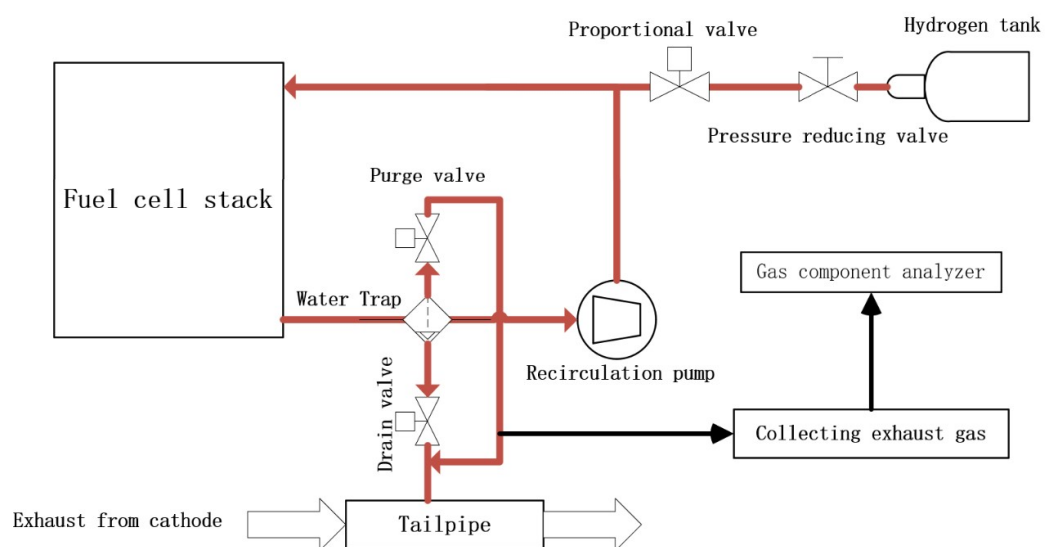 Hydrogen tank
Proportional valve
Pressure reducing valve
Fuel cell stack
Purge valve
Gas component analyzer
Water Trap
Recirculation pump
Drain valve
Collecting exhaust gas
Exhaust from cathode
Tailpipe